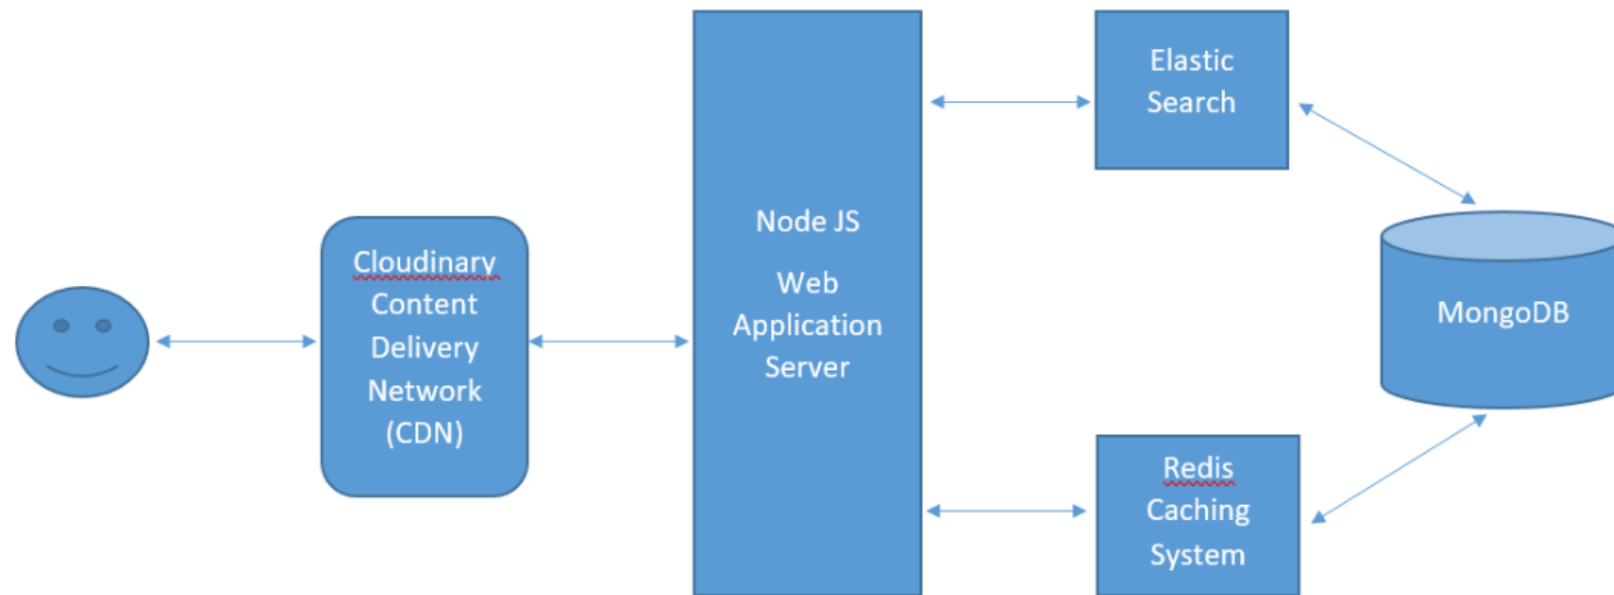 Cloudinary
Content
Delivery
Network
(CDN)
Node JS
Web
Application
Server
Elastic
Search
Redis
Caching
System
MongoDB